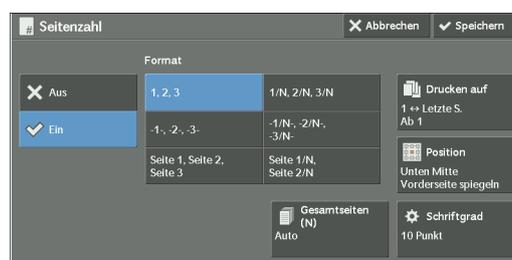 # Seitenzahl
Abbrechen
Speichern
Format
Aus
Ein
1, 2, 3
1/N, 2/N, 3/N
-1-, -2-, -3-
-1/N-, -2/N-,
-3/N-
Seite 1, Seite 2,
Seite 3
Seite 1/N,
Seite 2/N
Drucken auf
1 ↔ Letzte S.
Ab 1
Position
Unten Mitte
Vorderseite spiegeln
Gesamtseiten
(N)
Auto
Schriftgrad
10 Punkt